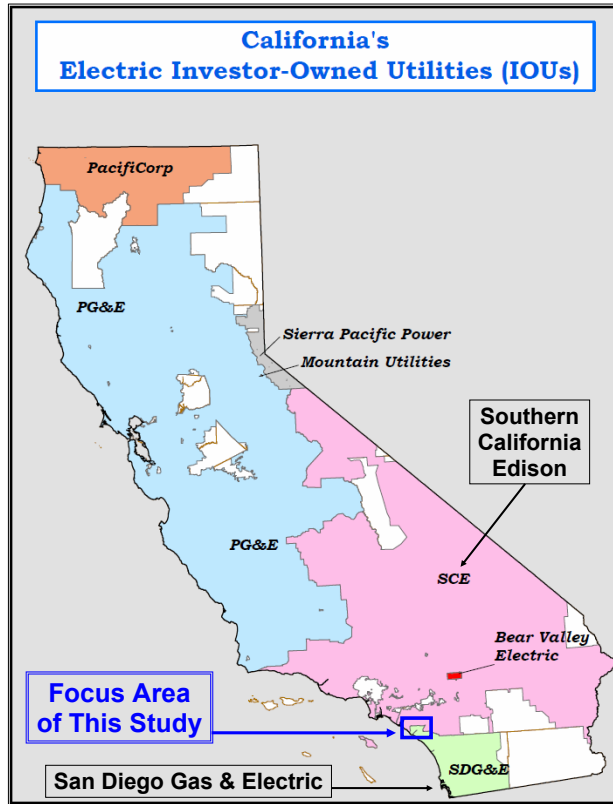 California's
Electric Investor-Owned Utilities (IOUs)
PacifiCorp
PG&E
Sierra Pacific Power
Mountain Utilities
Southern
California
Edison
PG&E
SCE
Bear Valley
Electric
Focus Area
of This Study
SDG&E
San Diego Gas & Electric